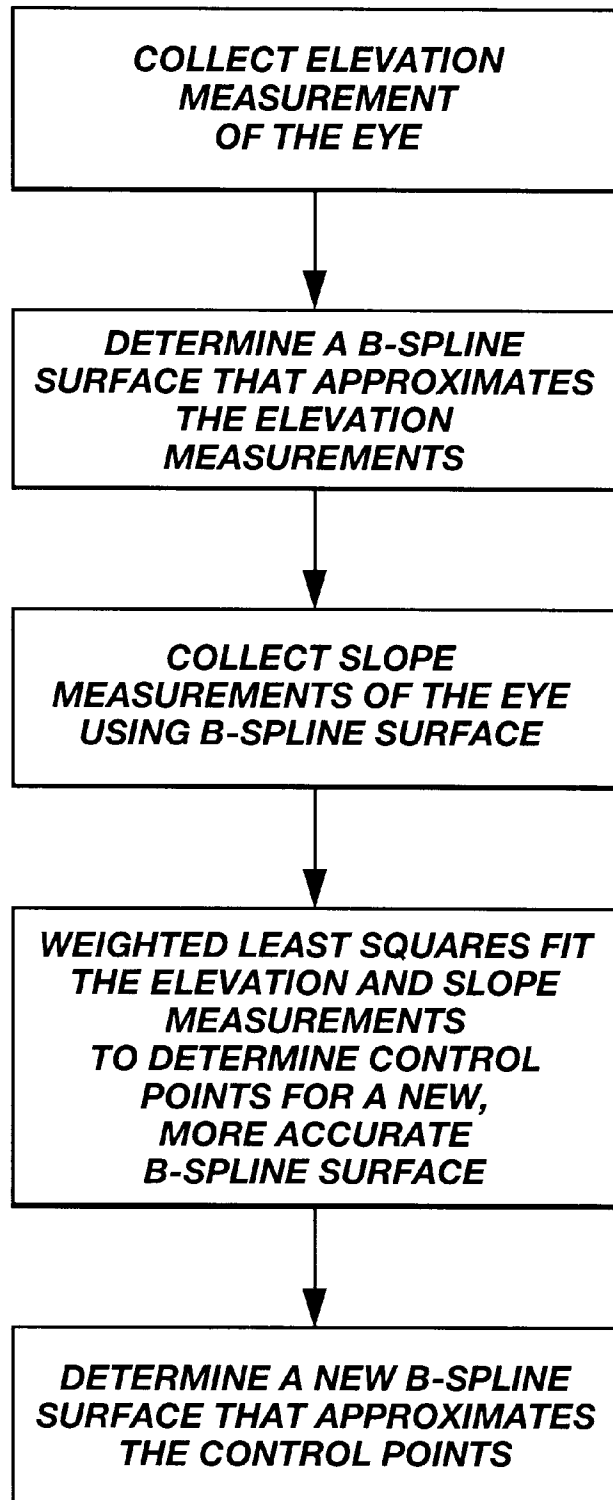 COLLECT ELEVATION
MEASUREMENT
OF THE EYE
DETERMINE A B-SPLINE
SURFACE THAT APPROXIMATES
THE ELEVATION
MEASUREMENTS
COLLECT SLOPE
MEASUREMENTS OF THE EYE
USING B-SPLINE SURFACE
WEIGHTED LEAST SQUARES FIT
THE ELEVATION AND SLOPE
MEASUREMENTS
TO DETERMINE CONTROL
POINTS FOR A NEW,
MORE ACCURATE
B-SPLINE SURFACE
DETERMINE A NEW B-SPLINE
SURFACE THAT APPROXIMATES
THE CONTROL POINTS